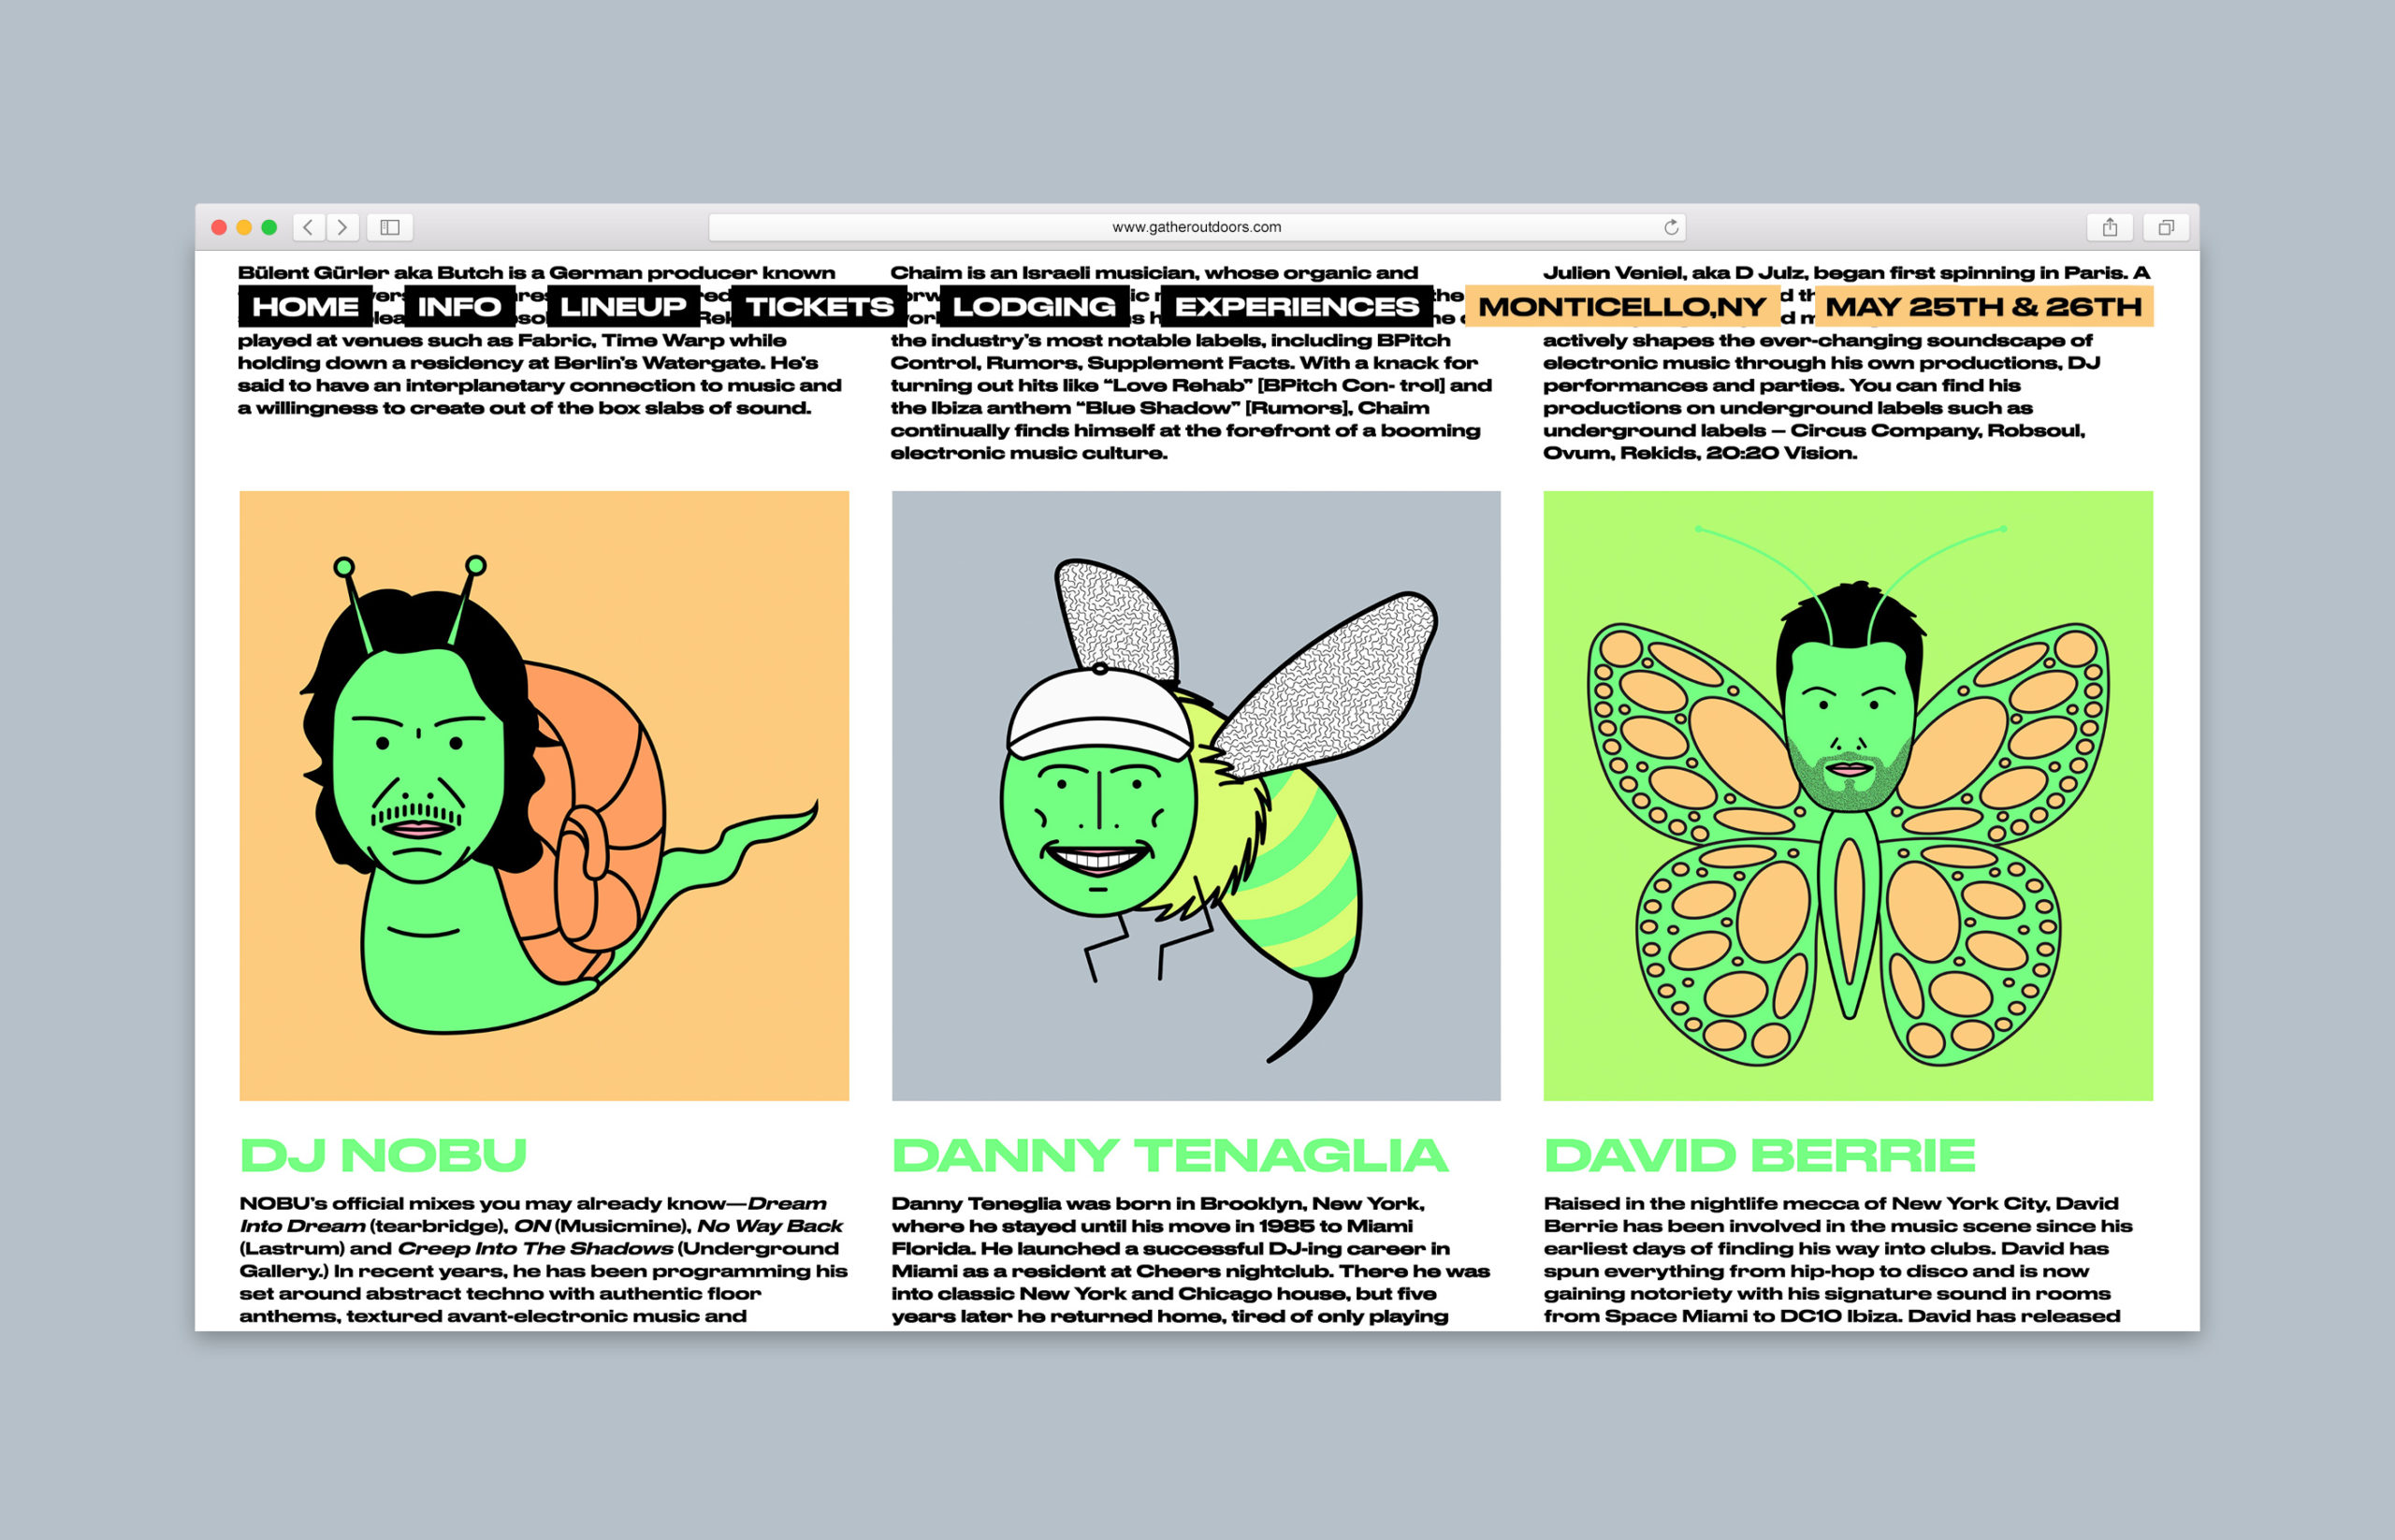 www.gatheroutdoors.com
HOME
INFO
LINEUP
TICKETS
LODGING
EXPERIENCES
MONTICELLO,NY
MAY 25TH & 26TH
Bülent Gürler aka Butch is a German producer known
played at venues such as Fabric, Time Warp while
holding down a residency at Berlin's Watergate. He's
said to have an interplanetary connection to music and
a willingness to create out of the box slabs of sound.
Chaim is an Israeli musician, whose organic and
the industry's most notable labels, including BPitch
Control, Rumors, Supplement Facts. With a knack for
turning out hits like “Love Rehab” [BPitch Con- trol] and
the Ibiza anthem “Blue Shadow” [Rumors], Chaim
continually finds himself at the forefront of a booming
electronic music culture.
Julien Veniel, aka D Julz, began first spinning in Paris. A
actively shapes the ever-changing soundscape of
electronic music through his own productions, DJ
performances and parties. You can find his
productions on underground labels such as
underground labels – Circus Company, Robsoul,
Ovum, Rekids, 20:20 Vision.
DJ NOBU
NOBU's official mixes you may already know—Dream
Into Dream (tearbridge), ON (Musicmine), No Way Back
(Lastrum) and Creep Into The Shadows (Underground
Gallery.) In recent years, he has been programming his
set around abstract techno with authentic floor
anthems, textured avant-electronic music and
DANNY TENAGLIA
Danny Teneglia was born in Brooklyn, New York,
where he stayed until his move in 1985 to Miami
Florida. He launched a successful DJ-ing career in
Miami as a resident at Cheers nightclub. There he was
into classic New York and Chicago house, but five
years later he returned home, tired of only playing
DAVID BERRIE
Raised in the nightlife mecca of New York City, David
Berrie has been involved in the music scene since his
earliest days of finding his way into clubs. David has
spun everything from hip-hop to disco and is now
gaining notoriety with his signature sound in rooms
from Space Miami to DC10 Ibiza. David has released